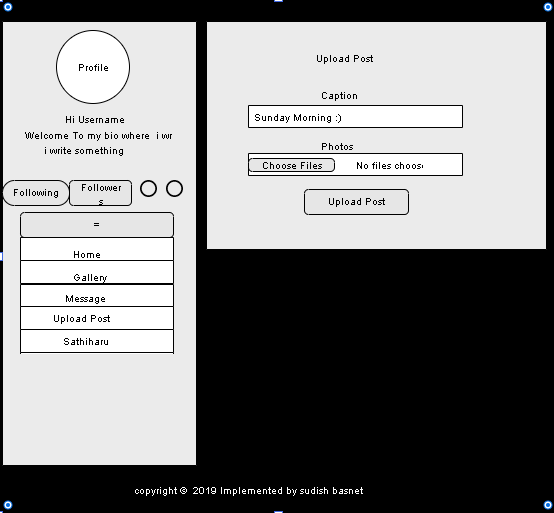 Profile
Hi Username
Welcome To my bio where i wr
i write something
Following
Follower
s
=
Home
Gallery
Message
Upload Post
Sathiharu
Upload Post
Caption
Sunday Morning :)
Photos
Choose Files
No files choos
Upload Post
copyright © 2019 Implemented by sudish basnet